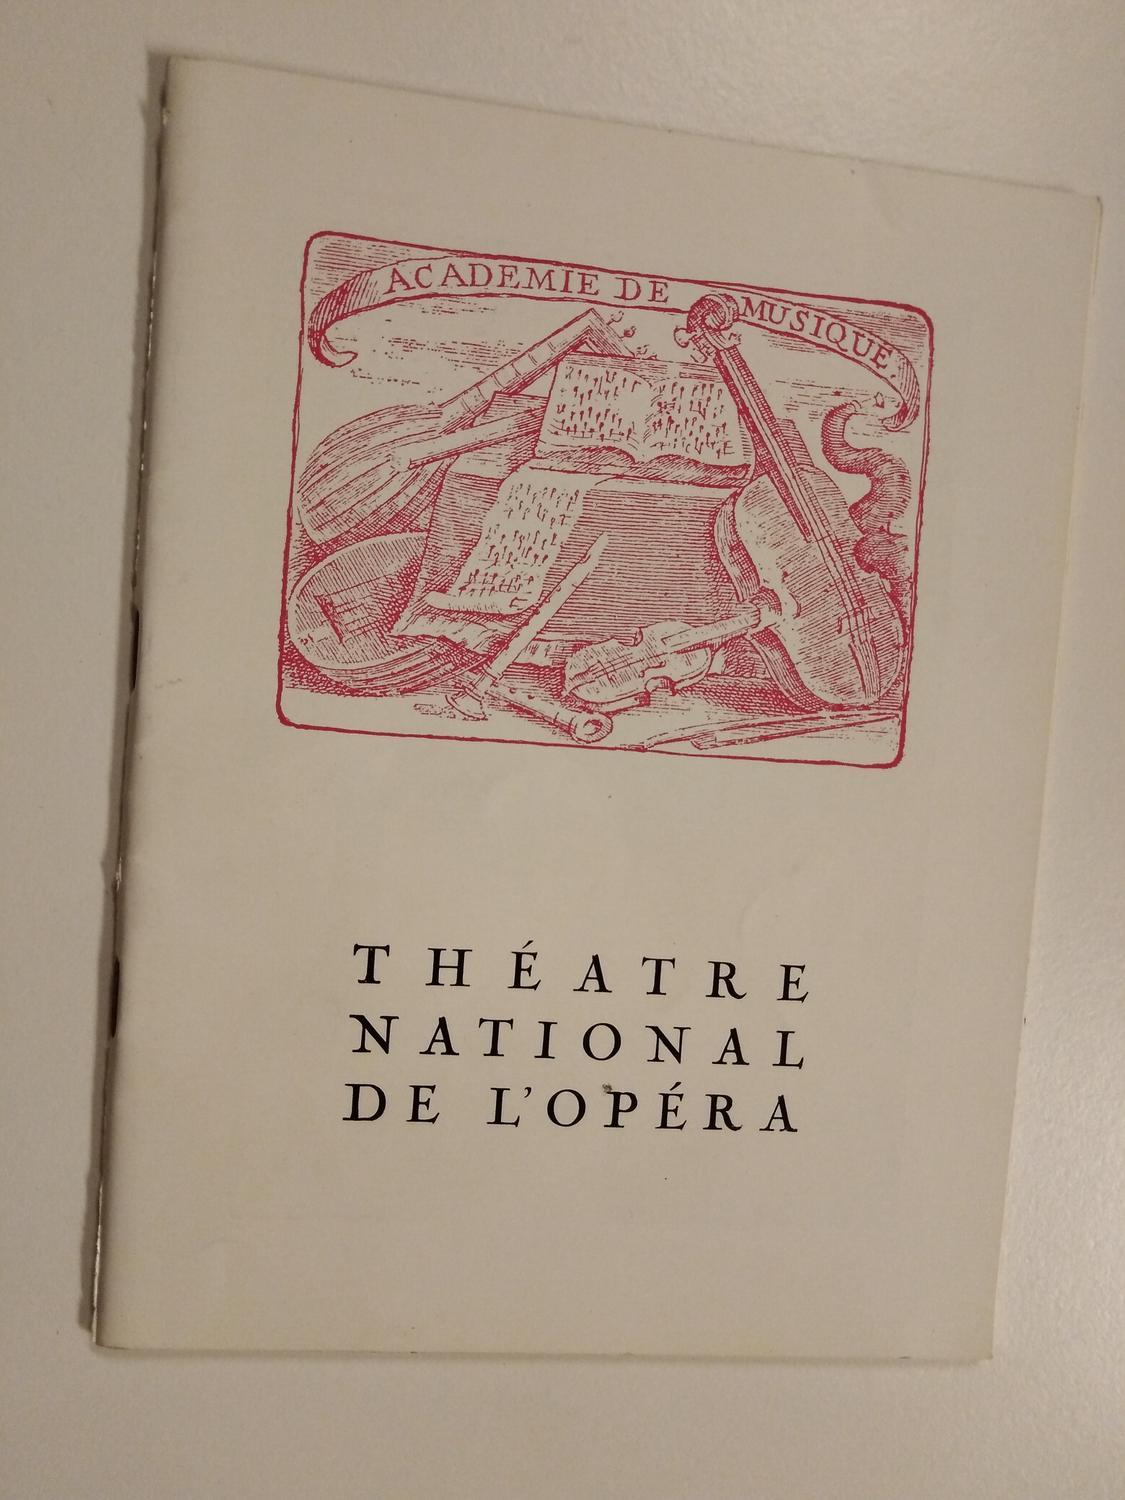 ACADEMIE DE MUSIQUE
THÉATRE
NATIONAL
DE L'OPÉRA